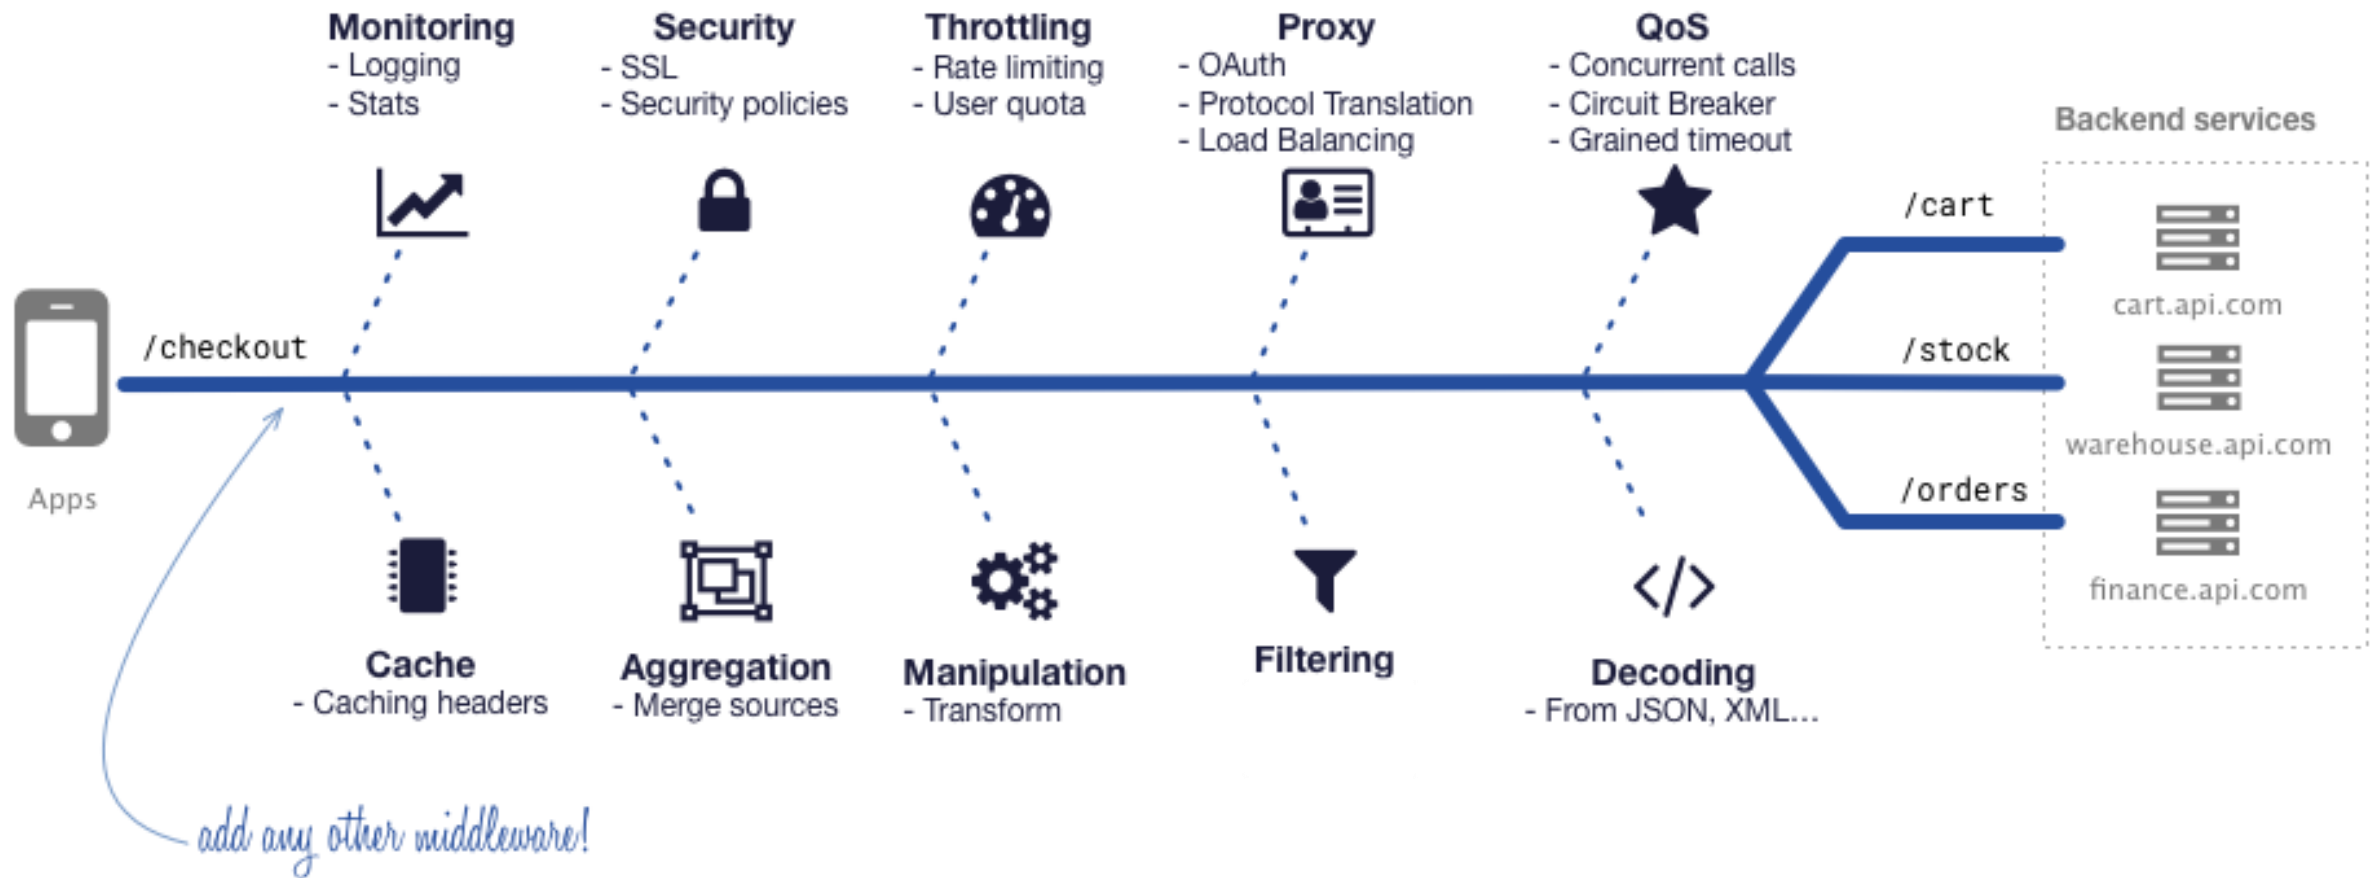 Monitoring
- Logging
- Stats
Security
- SSL
- Security policies
Throttling
- Rate limiting
- User quota
Proxy
- OAuth
- Protocol Translation
- Load Balancing
QoS
- Concurrent calls
- Circuit Breaker
- Grained timeout
Backend services
/cart
cart.api.com
/checkout
/stock
warehouse.api.com
Apps
/orders
finance.api.com
Cache
- Caching headers
Aggregation
- Merge sources
Manipulation
- Transform
Filtering
Decoding
- From JSON, XML...
add any other middleware!